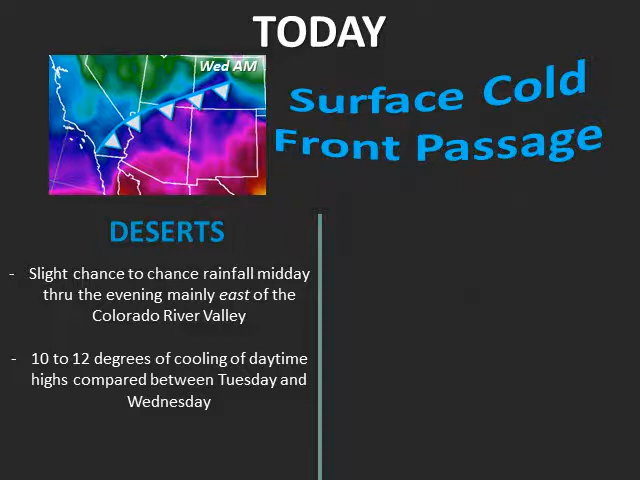 TODAY
Wed AM
Surface Cold
Front Passage
DESERTS
- Slight chance to chance rainfall midday
thru the evening mainly east of the
Colorado River Valley
- 10 to 12 degrees of cooling of daytime
highs compared between Tuesday and
Wednesday